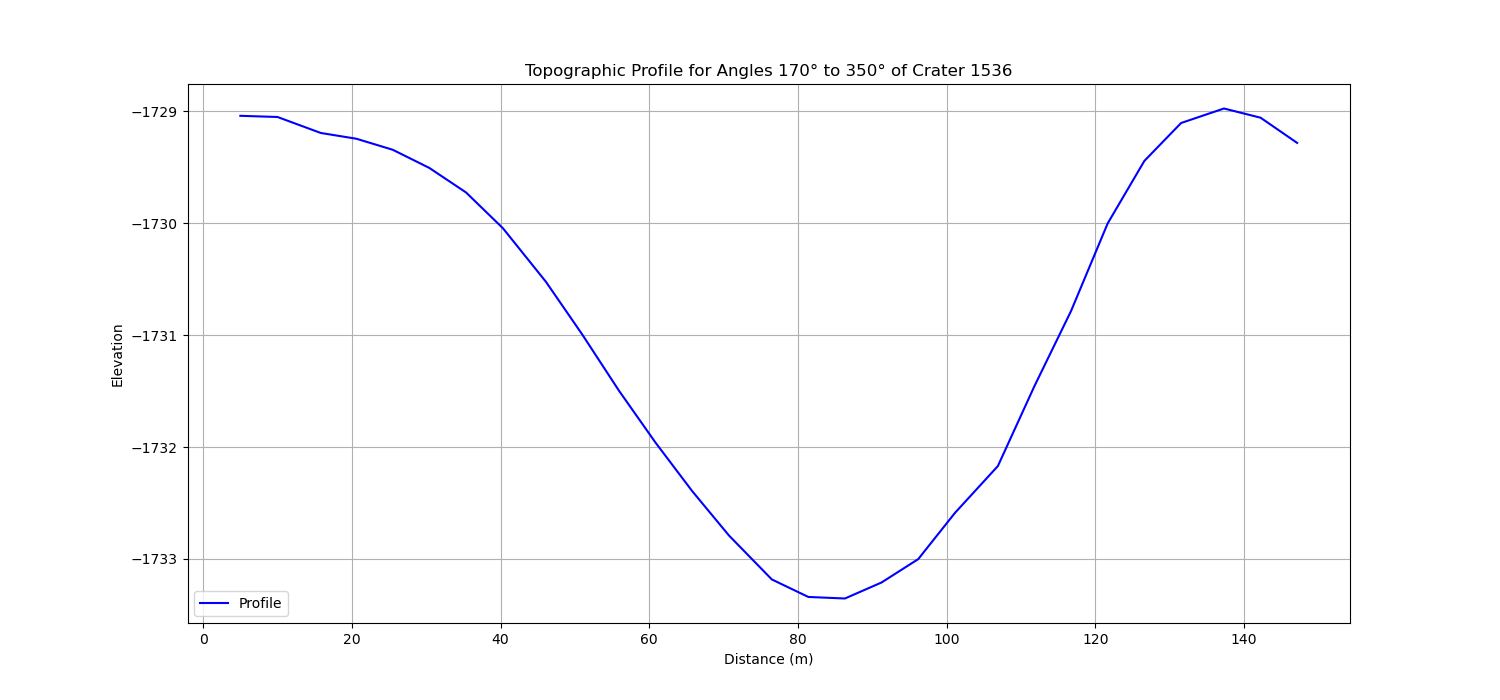 Topographic Profile for Angles 170° to 350° of Crater 1536
−1729
−1730
−1731
−1732
−1733
Elevation
Profile
0 20 40 60 80 100 120 140
Distance (m)